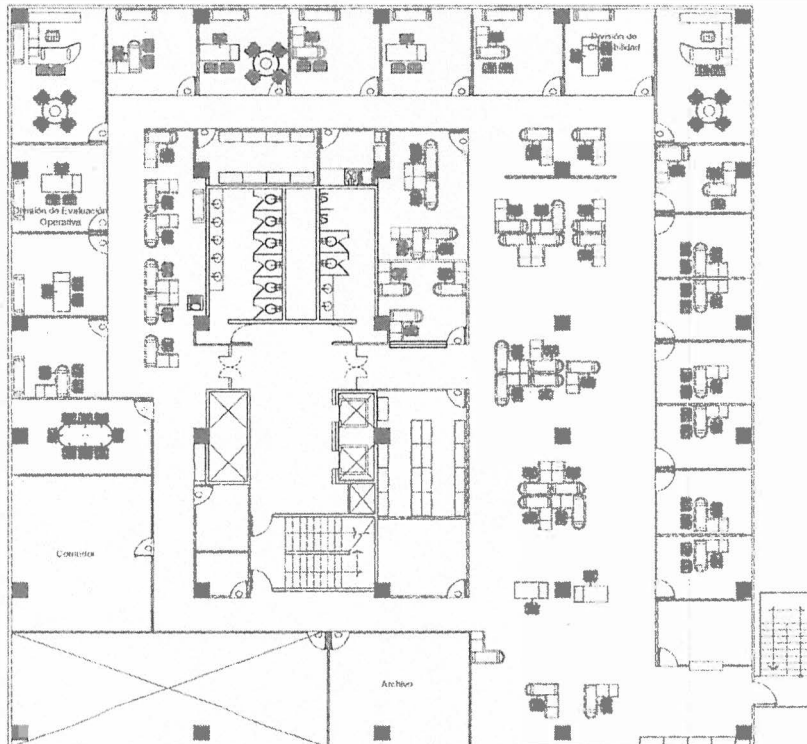 División de
Contabilidad
División de Evaluación
Operativa
Comedor
Archivo